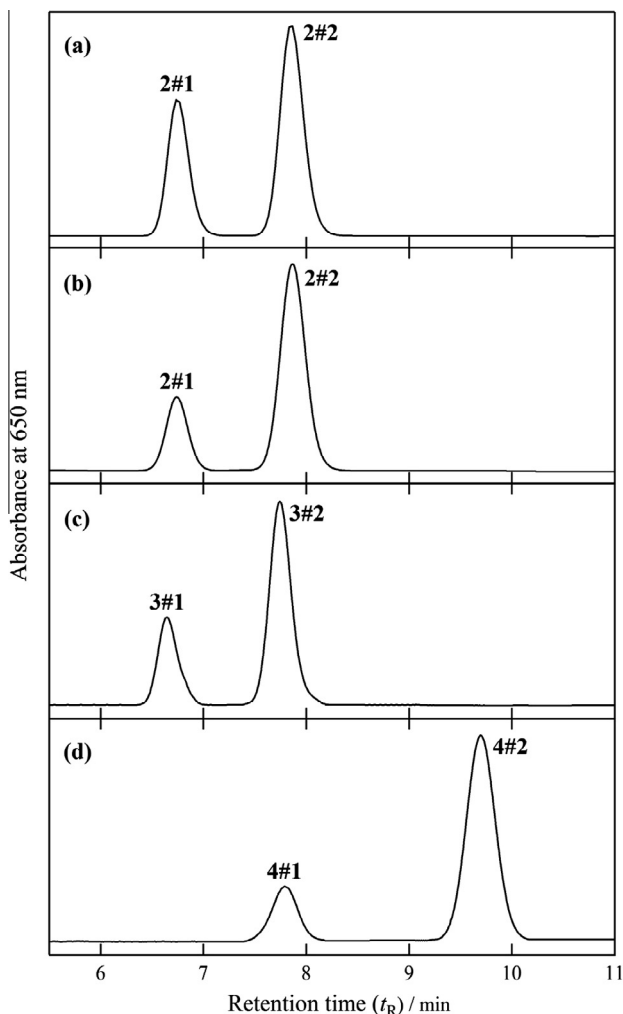 (a)
2#1
2#2
(b)
2#1
2#2
(c)
3#1
3#2
(d)
4#1
4#2
Absorbance at 650 nm
6 7 8 9 10 11
Retention time (tR) / min